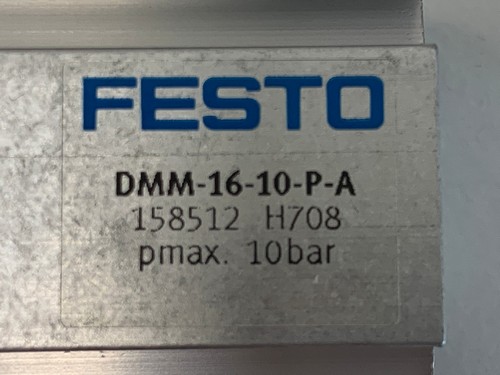 FESTO
DMM-16-10-P-A
158512 H708
pmax. 10bar